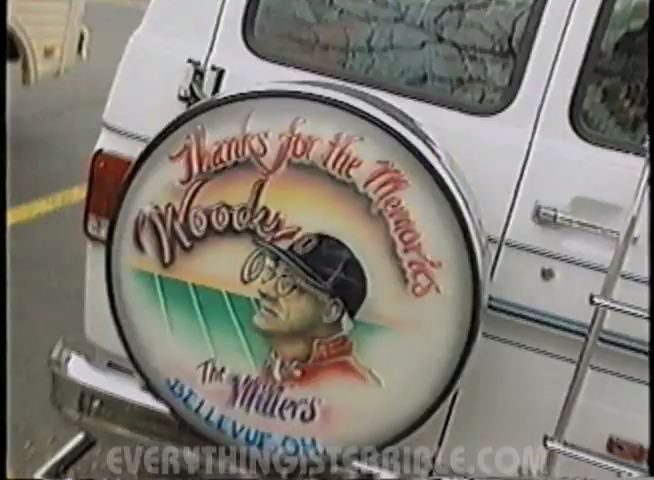 Thanks for the Memories
Woody
The Millers
BELLEVUE, OH
EVERYTHINGISTERRIBLE.COM